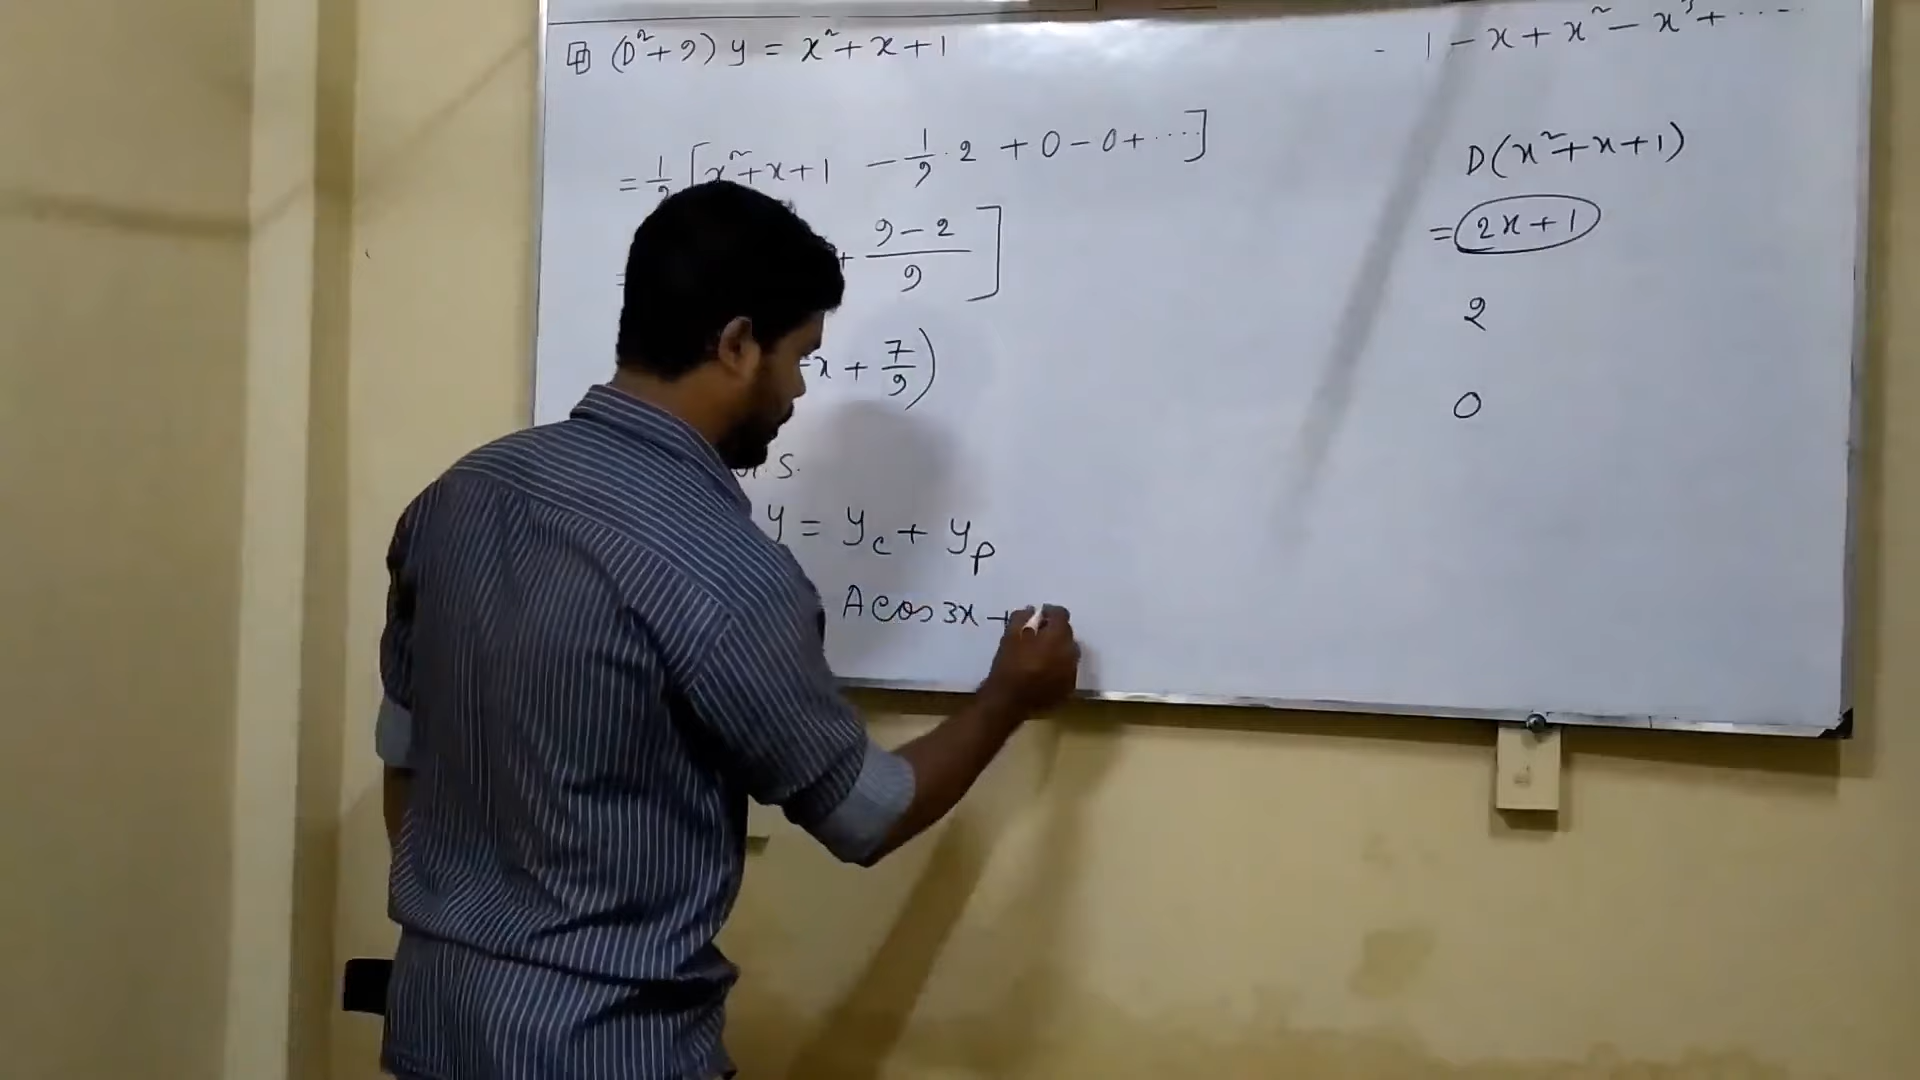 (D² + 9) y = x² + x + 1
1 - x + x² - x³ + ....
= 1/9 [x² + x + 1 - 1/9 · 2 + 0 - 0 + ....]
D(x² + x + 1)
+ (9 - 2)/9 ]
= 2x + 1
x + 7/9)
2
0
S.
y = y_c + y_p
A cos 3x +